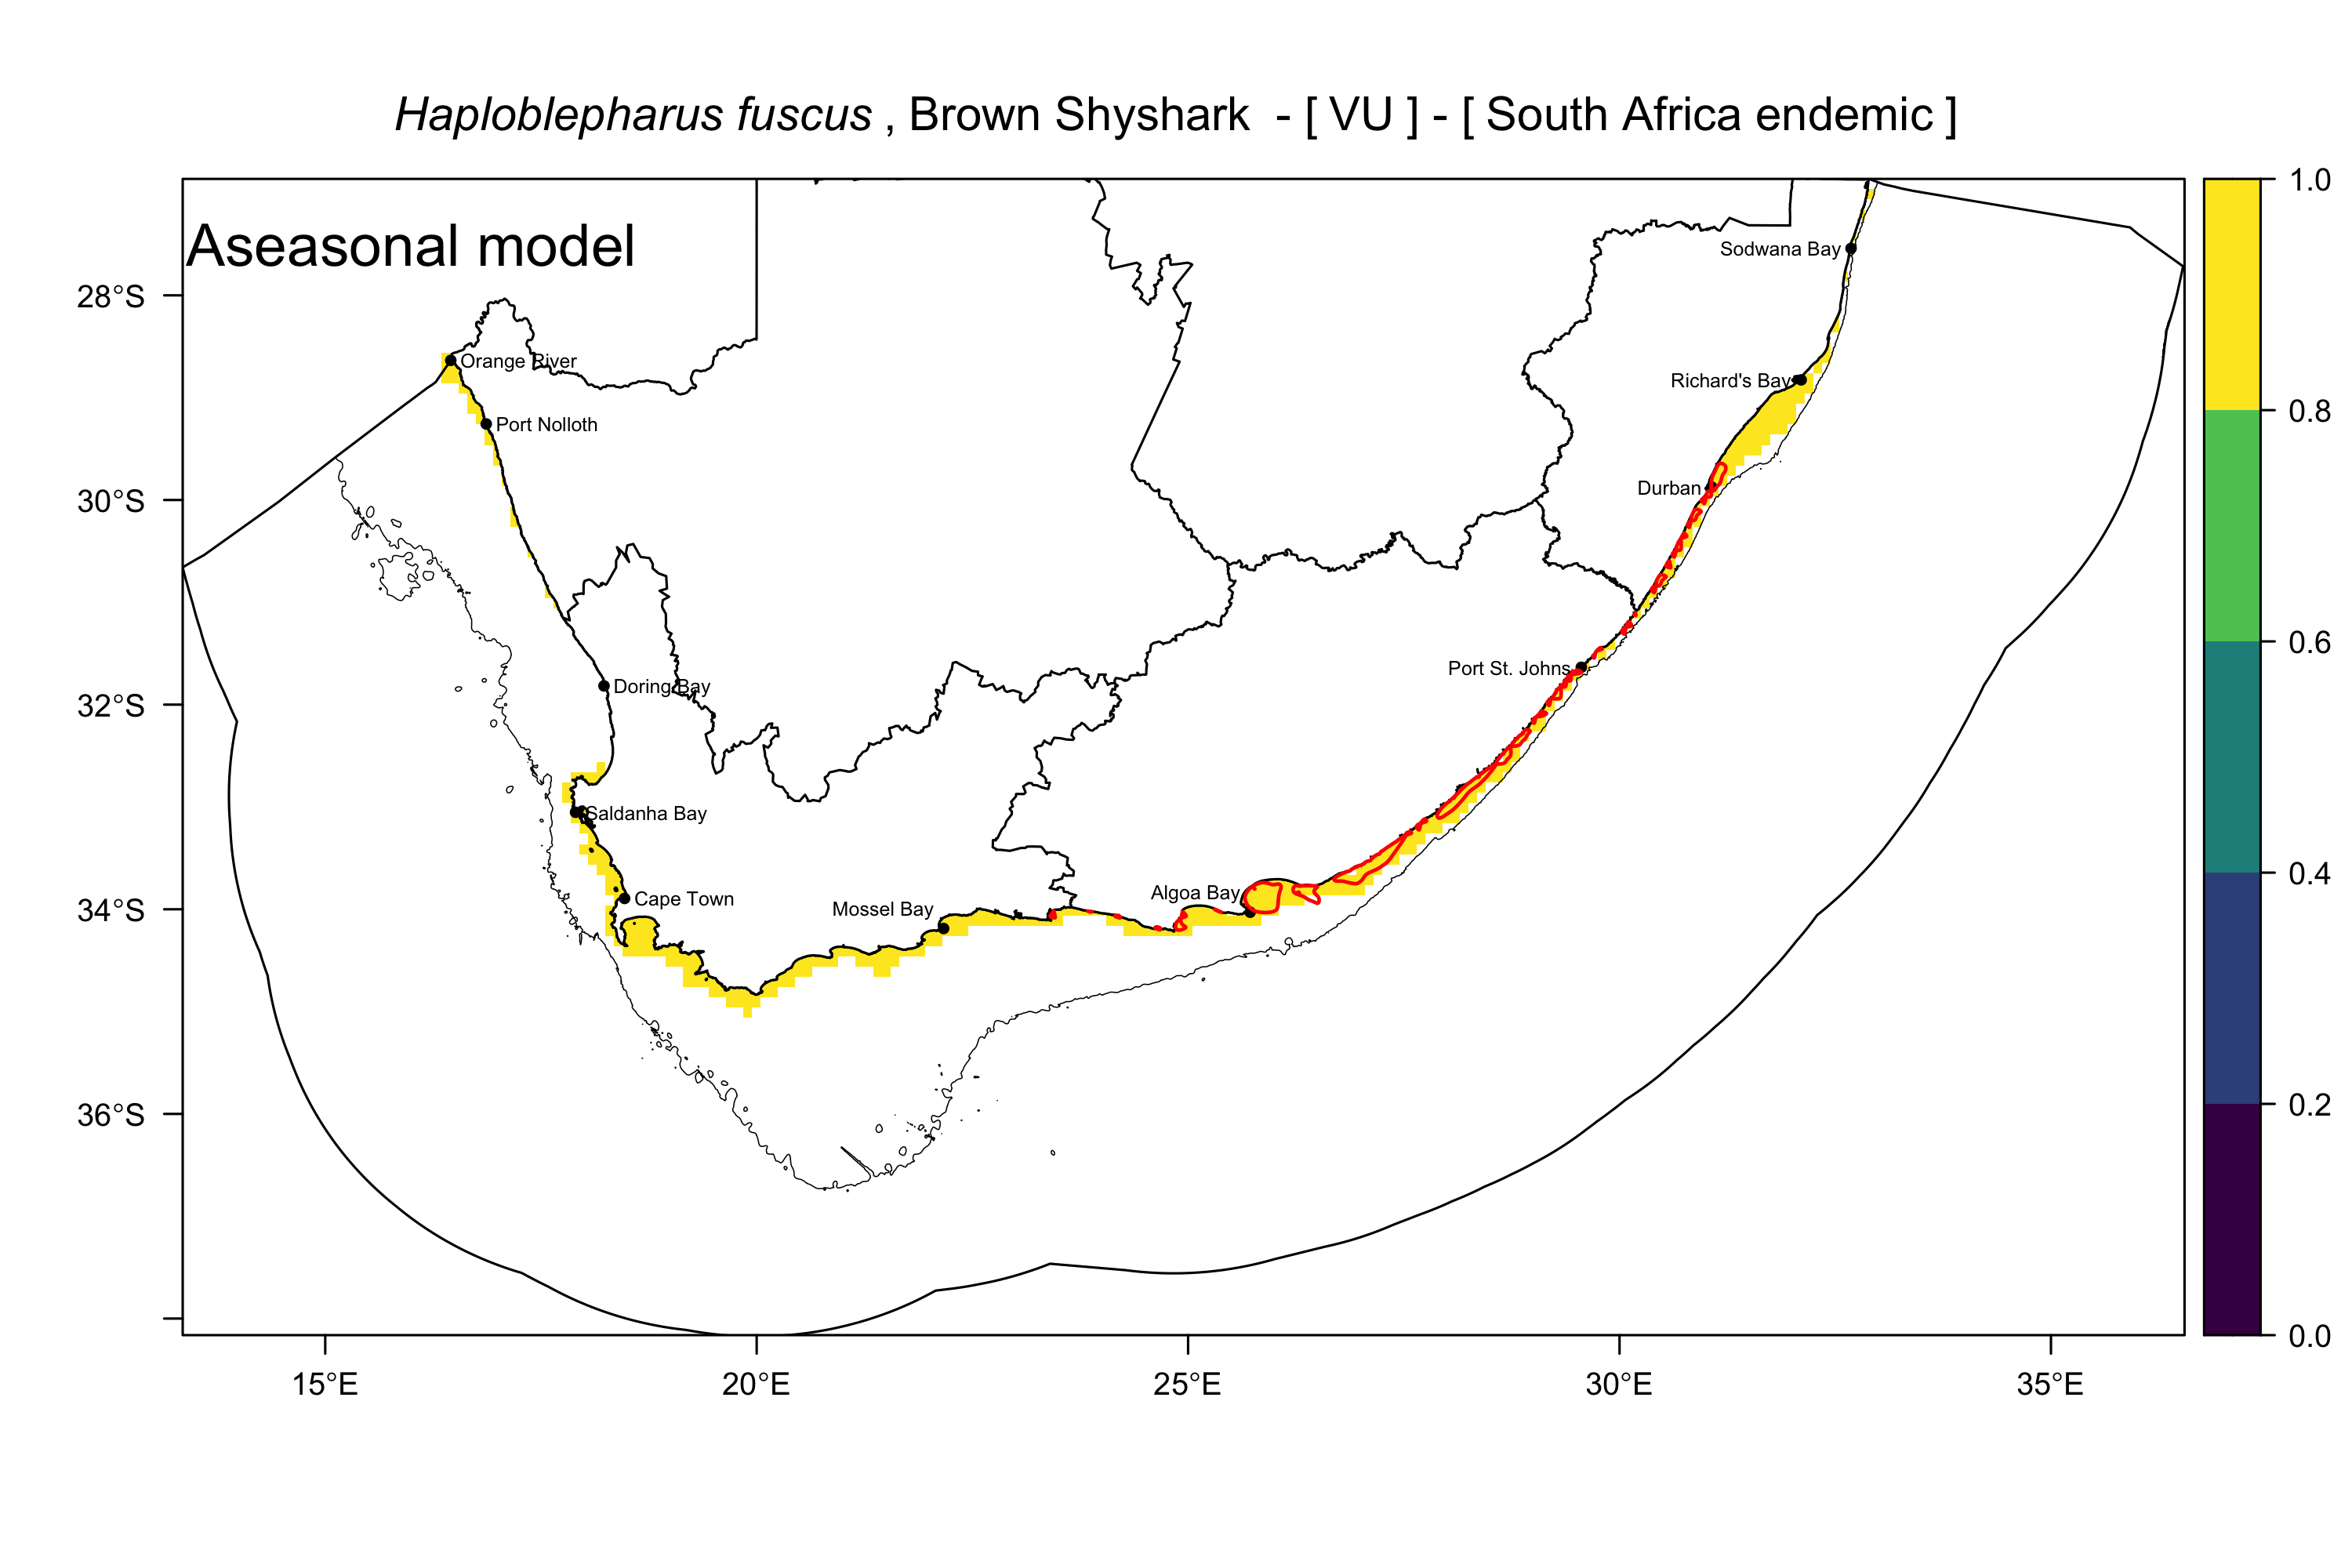 Haploblepharus fuscus , Brown Shyshark - [ VU ] - [ South Africa endemic ]
Aseasonal model
1.0
0.8
0.6
0.4
0.2
0.0
28°S
30°S
32°S
34°S
36°S
15°E
20°E
25°E
30°E
35°E
Sodwana Bay
Orange River
Richard's Bay
Port Nolloth
Durban
Port St. Johns
Doring Bay
Saldanha Bay
Algoa Bay
Cape Town
Mossel Bay